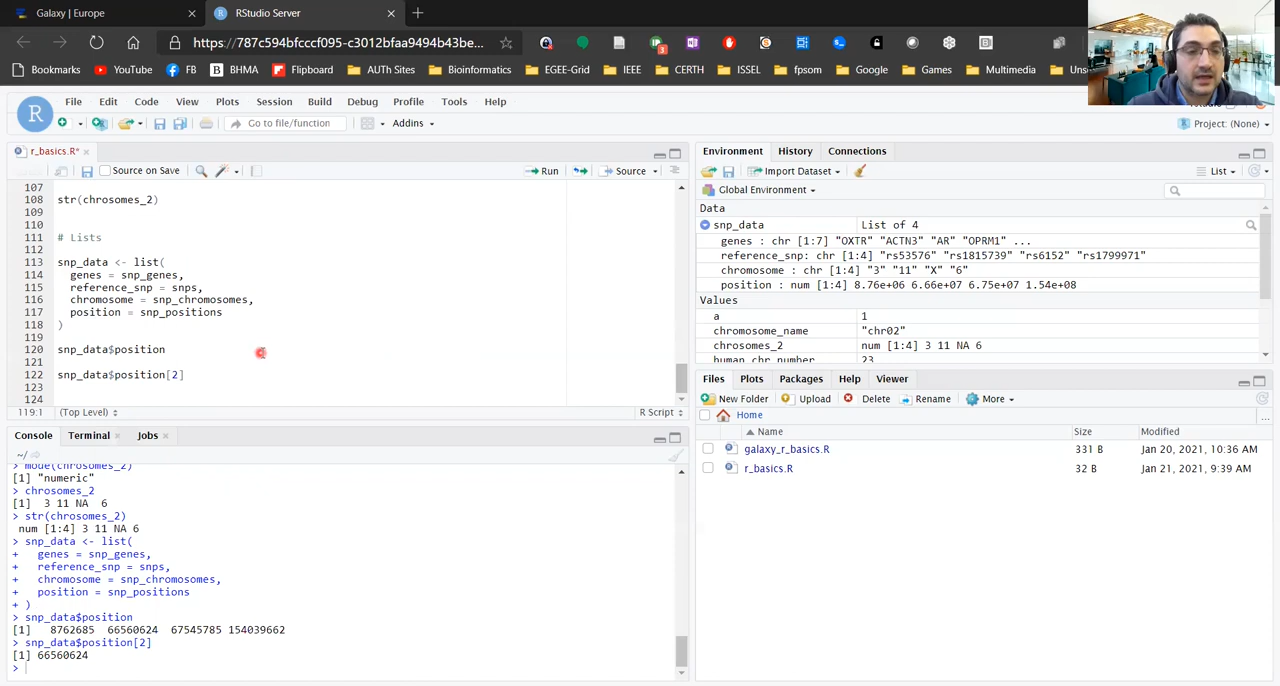 Galaxy | Europe
RStudio Server
https://787c594bfcccf095-c3012bfaa9494b43be...
Bookmarks YouTube FB BHMA Flipboard AUTh Sites Bioinformatics EGEE-Grid IEEE CERTH ISSEL fpsom Google Games Multimedia
File Edit Code View Plots Session Build Debug Profile Tools Help
Go to file/function Addins Project: (None)
r_basics.R*
Source on Save Run Source
107
108 str(chrosomes_2)
109
110
111 # Lists
112
113 snp_data <- list(
114 genes = snp_genes,
115 reference_snp = snps,
116 chromosome = snp_chromosomes,
117 position = snp_positions
118 )
119
120 snp_data$position
121
122 snp_data$position[2]
123
124
119:1 (Top Level) R Script
Console Terminal Jobs
~/
> mode(chrosomes_2)
[1] "numeric"
> chrosomes_2
[1] 3 11 NA 6
> str(chrosomes_2)
num [1:4] 3 11 NA 6
> snp_data <- list(
+ genes = snp_genes,
+ reference_snp = snps,
+ chromosome = snp_chromosomes,
+ position = snp_positions
+ )
> snp_data$position
[1] 8762685 66560624 67545785 154039662
> snp_data$position[2]
[1] 66560624
>
Environment History Connections
Import Dataset List
Global Environment
Data
snp_data List of 4
genes : chr [1:7] "OXTR" "ACTN3" "AR" "OPRM1" ...
reference_snp: chr [1:4] "rs53576" "rs1815739" "rs6152" "rs1799971"
chromosome : chr [1:4] "3" "11" "X" "6"
position : num [1:4] 8.76e+06 6.66e+07 6.75e+07 1.54e+08
Values
a 1
chromosome_name "chr02"
chrosomes_2 num [1:4] 3 11 NA 6
human_chr_number 23
Files Plots Packages Help Viewer
New Folder Upload Delete Rename More
Home
Name Size Modified
galaxy_r_basics.R 331 B Jan 20, 2021, 10:36 AM
r_basics.R 32 B Jan 21, 2021, 9:39 AM